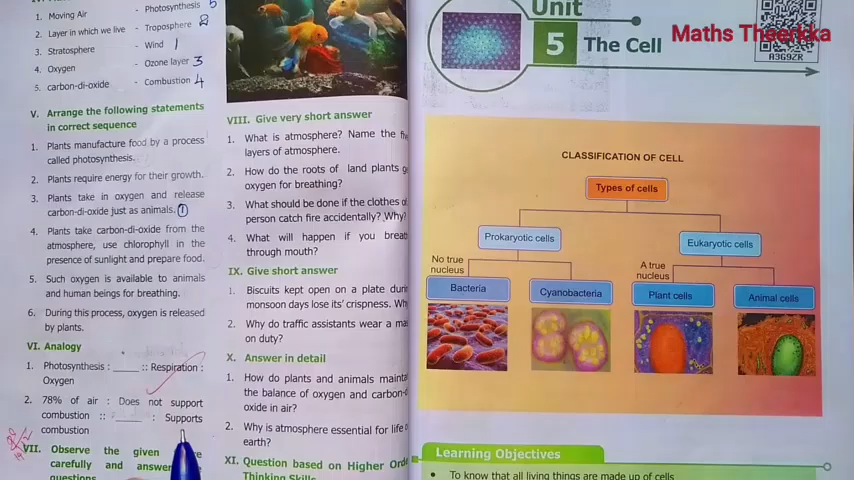 1. Moving Air - Photosynthesis 5
2. Layer in which we live - Troposphere 2
3. Stratosphere - Wind 1
4. Oxygen - Ozone layer 3
5. carbon-di-oxide - Combustion 4
V. Arrange the following statements
in correct sequence
1. Plants manufacture food by a process
called photosynthesis.
2. Plants require energy for their growth.
3. Plants take in oxygen and release
carbon-di-oxide just as animals. 1
4. Plants take carbon-di-oxide from the
atmosphere, use chlorophyll in the
presence of sunlight and prepare food.
5. Such oxygen is available to animals
and human beings for breathing.
6. During this process, oxygen is released
by plants.
VI. Analogy
1. Photosynthesis : _____ :: Respiration :
Oxygen
2. 78% of air : Does not support
combustion :: _____ : Supports
combustion
VII. Observe the given
carefully and answer
questions
VIII. Give very short answer
1. What is atmosphere? Name the
layers of atmosphere.
2. How do the roots of land plants
oxygen for breathing?
3. What should be done if the clothes
person catch fire accidentally? Why?
4. What will happen if you
through mouth?
IX. Give short answer
1. Biscuits kept open on a plate
monsoon days lose its' crispness.
2. Why do traffic assistants wear a
on duty?
X. Answer in detail
1. How do plants and animals
the balance of oxygen and
oxide in air?
2. Why is atmosphere essential for life
earth?
XI. Question based on Higher
Thinking Skills
Unit
5 The Cell
Maths Theerkka
A3G9ZR
CLASSIFICATION OF CELL
Types of cells
Prokaryotic cells
Eukaryotic cells
No true
nucleus
A true
nucleus
Bacteria
Cyanobacteria
Plant cells
Animal cells
Learning Objectives
• To know that all living things are made up of cells